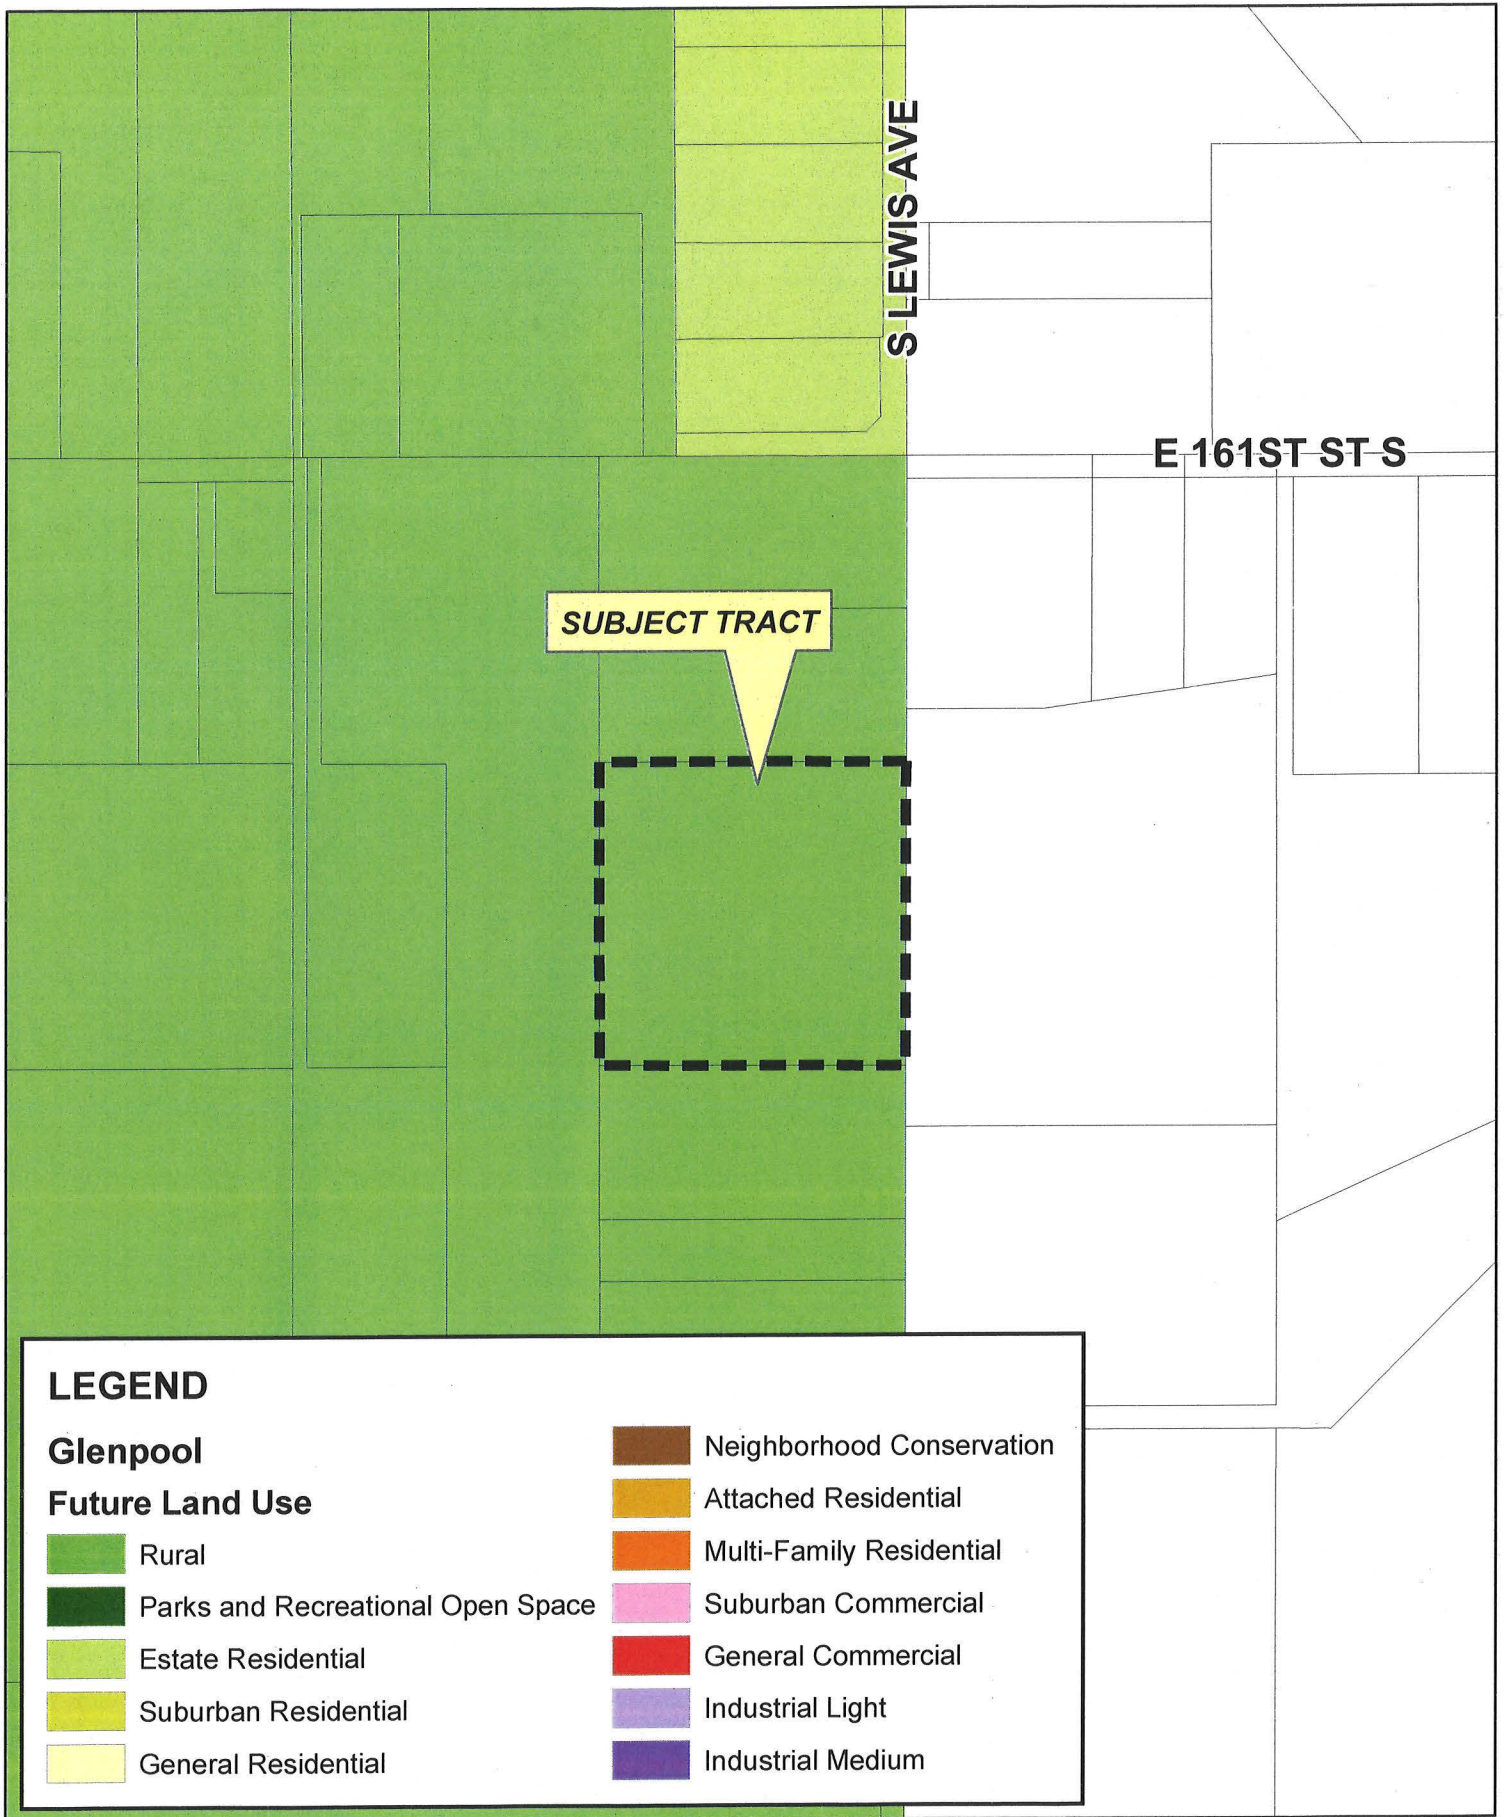 S LEWIS AVE
E 161ST ST S
SUBJECT TRACT
LEGEND
Glenpool
Future Land Use
Rural
Parks and Recreational Open Space
Estate Residential
Suburban Residential
General Residential
Neighborhood Conservation
Attached Residential
Multi-Family Residential
Suburban Commercial
General Commercial
Industrial Light
Industrial Medium